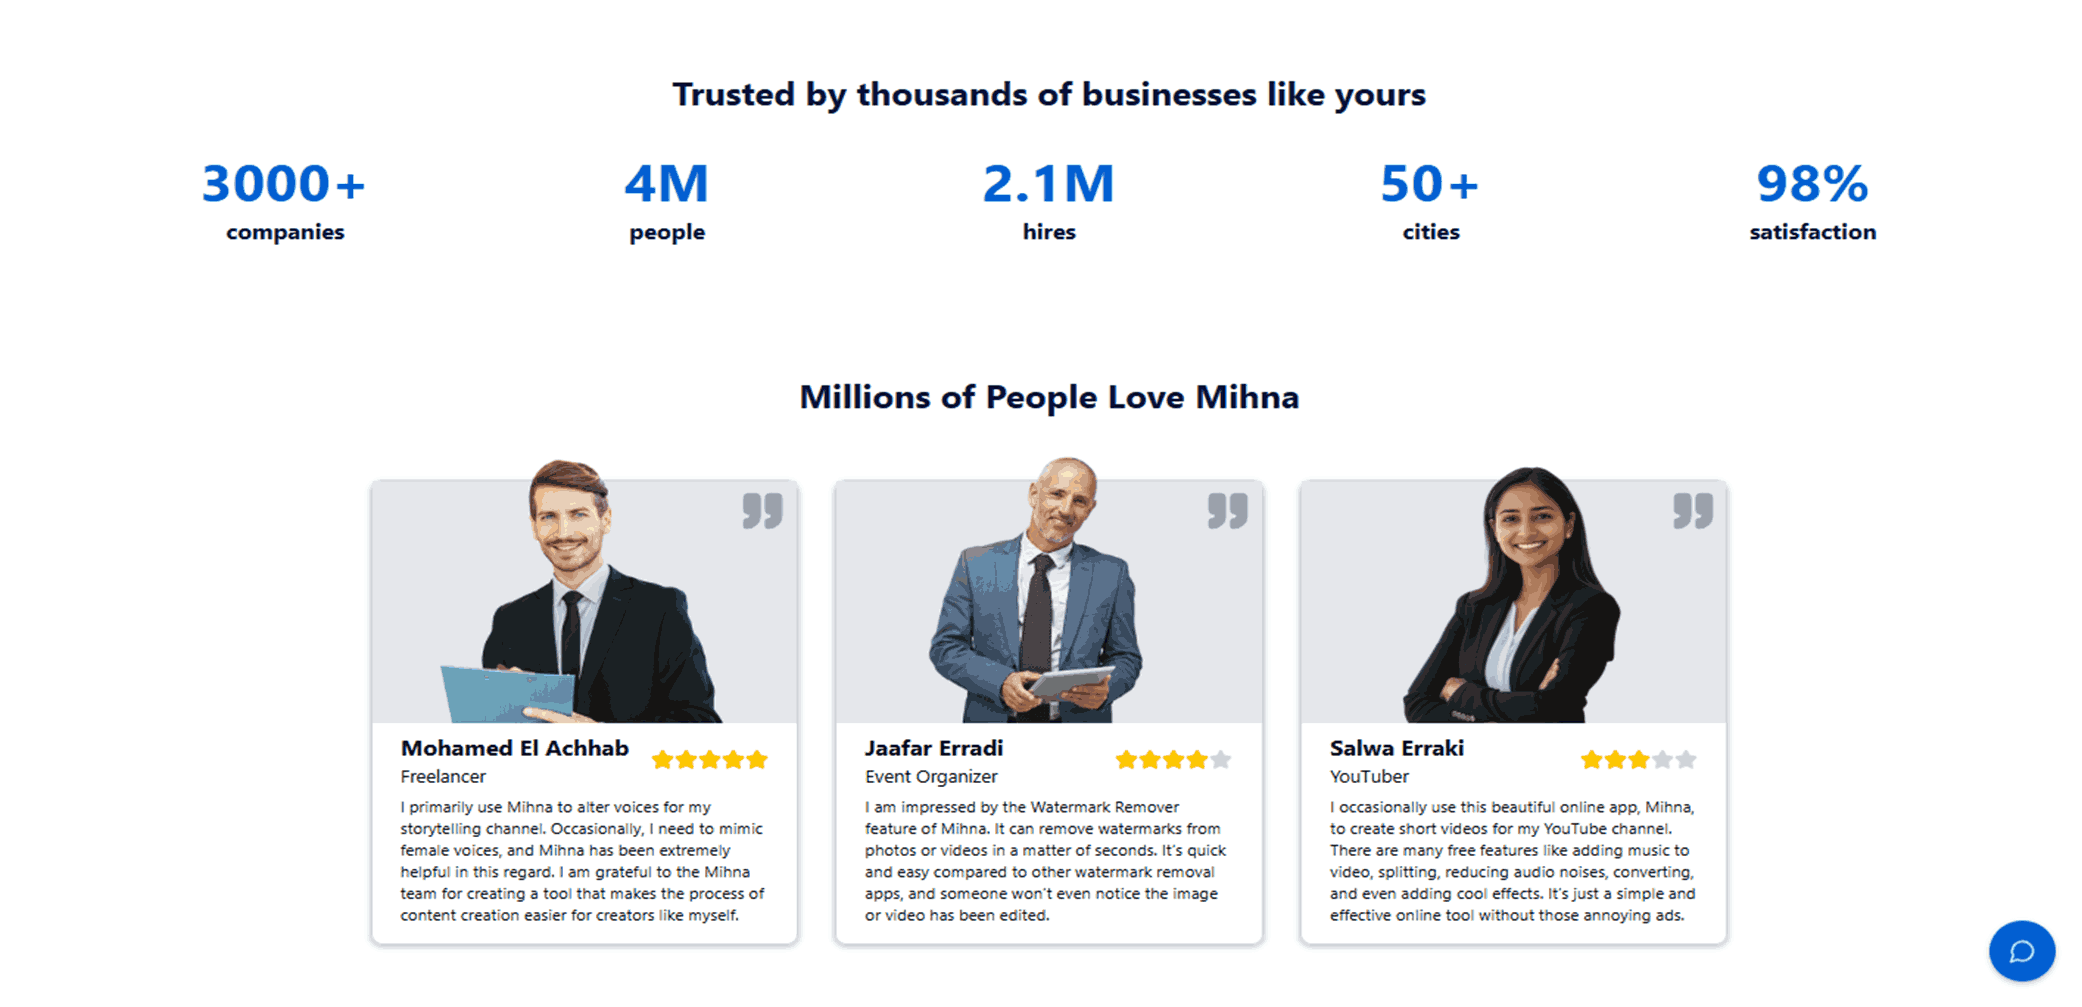 Trusted by thousands of businesses like yours
3000+
companies
4M
people
2.1M
hires
50+
cities
98%
satisfaction
Millions of People Love Mihna
Mohamed El Achhab
Freelancer
I primarily use Mihna to alter voices for my
storytelling channel. Occasionally, I need to mimic
female voices, and Mihna has been extremely
helpful in this regard. I am grateful to the Mihna
team for creating a tool that makes the process of
content creation easier for creators like myself.
Jaafar Erradi
Event Organizer
I am impressed by the Watermark Remover
feature of Mihna. It can remove watermarks from
photos or videos in a matter of seconds. It's quick
and easy compared to other watermark removal
apps, and someone won't even notice the image
or video has been edited.
Salwa Erraki
YouTuber
I occasionally use this beautiful online app, Mihna,
to create short videos for my YouTube channel.
There are many free features like adding music to
video, splitting, reducing audio noises, converting,
and even adding cool effects. It's just a simple and
effective online tool without those annoying ads.